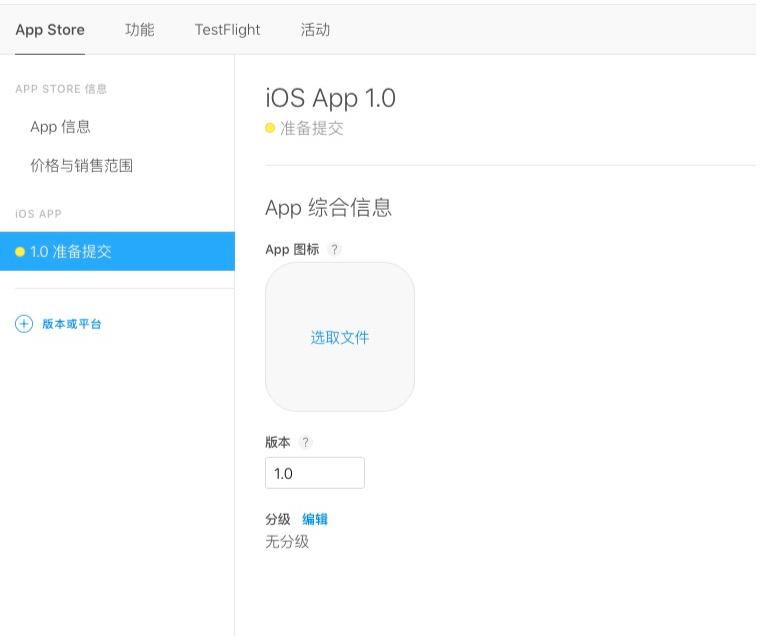 App Store 功能 TestFlight 活动
APP STORE 信息
App 信息
价格与销售范围
iOS APP
1.0 准备提交
版本或平台
iOS App 1.0
准备提交
App 综合信息
App 图标 ?
选取文件
版本 ?
1.0
分级 编辑
无分级